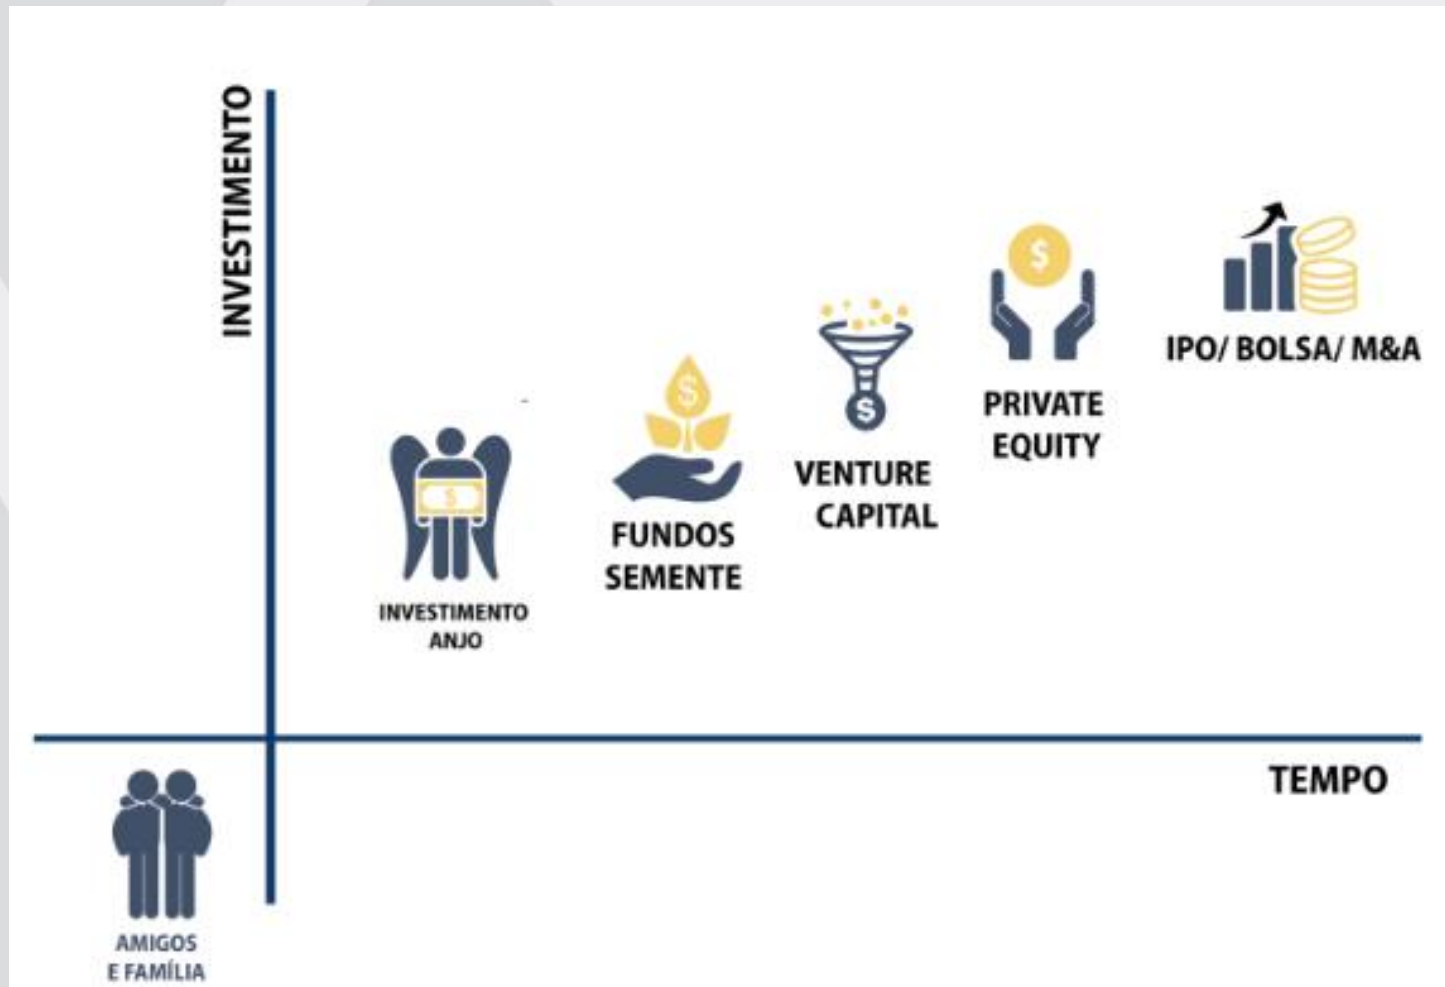 INVESTIMENTO
$
IPO/ BOLSA/ M&A
$
PRIVATE
EQUITY
$
VENTURE
CAPITAL
$
FUNDOS
SEMENTE
$
INVESTIMENTO
ANJO
TEMPO
AMIGOS
E FAMÍLIA